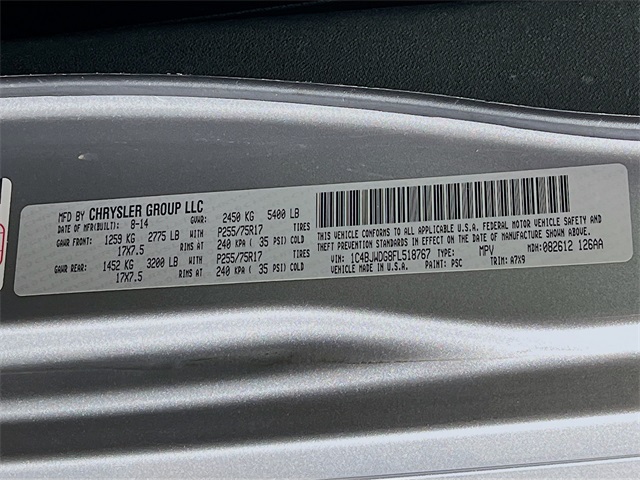 MFD BY CHRYSLER GROUP LLC
DATE OF MFR(BUILT): 8-14 GVWR: 2450 KG 5400 LB
GAWR FRONT: 1259 KG 2775 LB WITH P255/75R17 TIRES
17X7.5 RIMS AT 240 KPA ( 35 PSI) COLD
GAWR REAR: 1452 KG 3200 LB WITH P255/75R17 TIRES
17X7.5 RIMS AT 240 KPA ( 35 PSI) COLD
THIS VEHICLE CONFORMS TO ALL APPLICABLE U.S.A. FEDERAL MOTOR VEHICLE SAFETY AND
THEFT PREVENTION STANDARDS IN EFFECT ON THE DATE OF MANUFACTURE SHOWN ABOVE.
VIN: 1C4BJWDG8FL518767 TYPE: MPV MDH: 082612 126AA
PAINT: PSC TRIM: A7X9